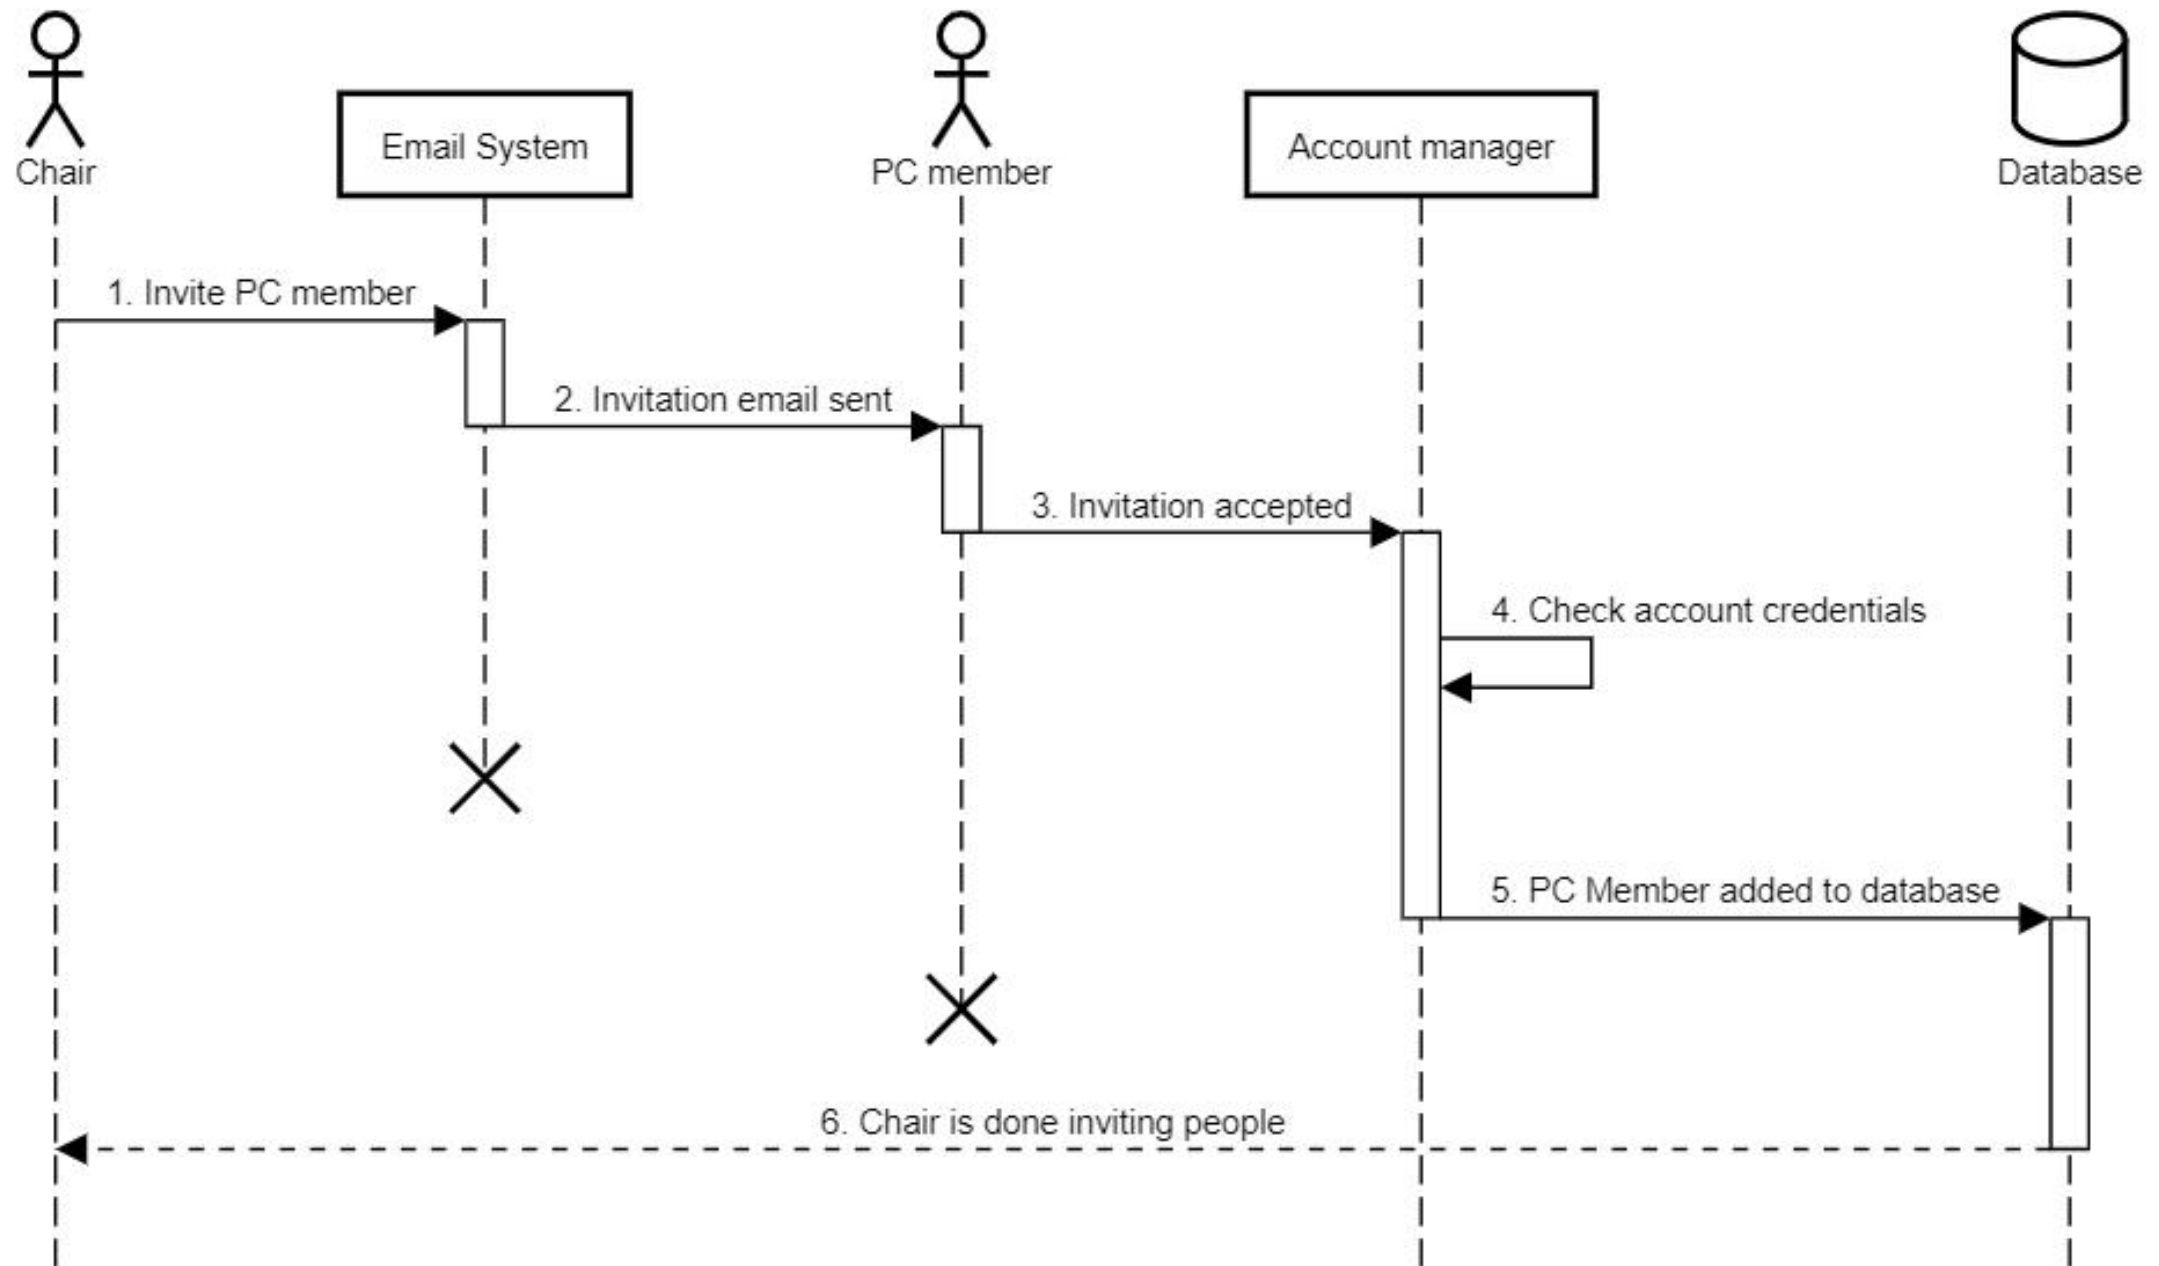 Chair
Email System
PC member
Account manager
Database
1. Invite PC member
2. Invitation email sent
3. Invitation accepted
4. Check account credentials
5. PC Member added to database
6. Chair is done inviting people